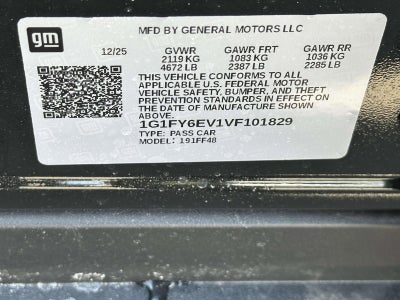 gm
MFD BY GENERAL MOTORS LLC
12/25 GVWR GAWR FRT GAWR RR
2119 KG 1083 KG 1036 KG
4672 LB 2387 LB 2285 LB
THIS VEHICLE CONFORMS TO ALL
APPLICABLE U.S. FEDERAL MOTOR
VEHICLE SAFETY, BUMPER, AND THEFT
PREVENTION STANDARDS IN EFFECT ON
THE DATE OF MANUFACTURE SHOWN
ABOVE.
1G1FY6EV1VF101829
TYPE: PASS CAR
MODEL: 191FF48